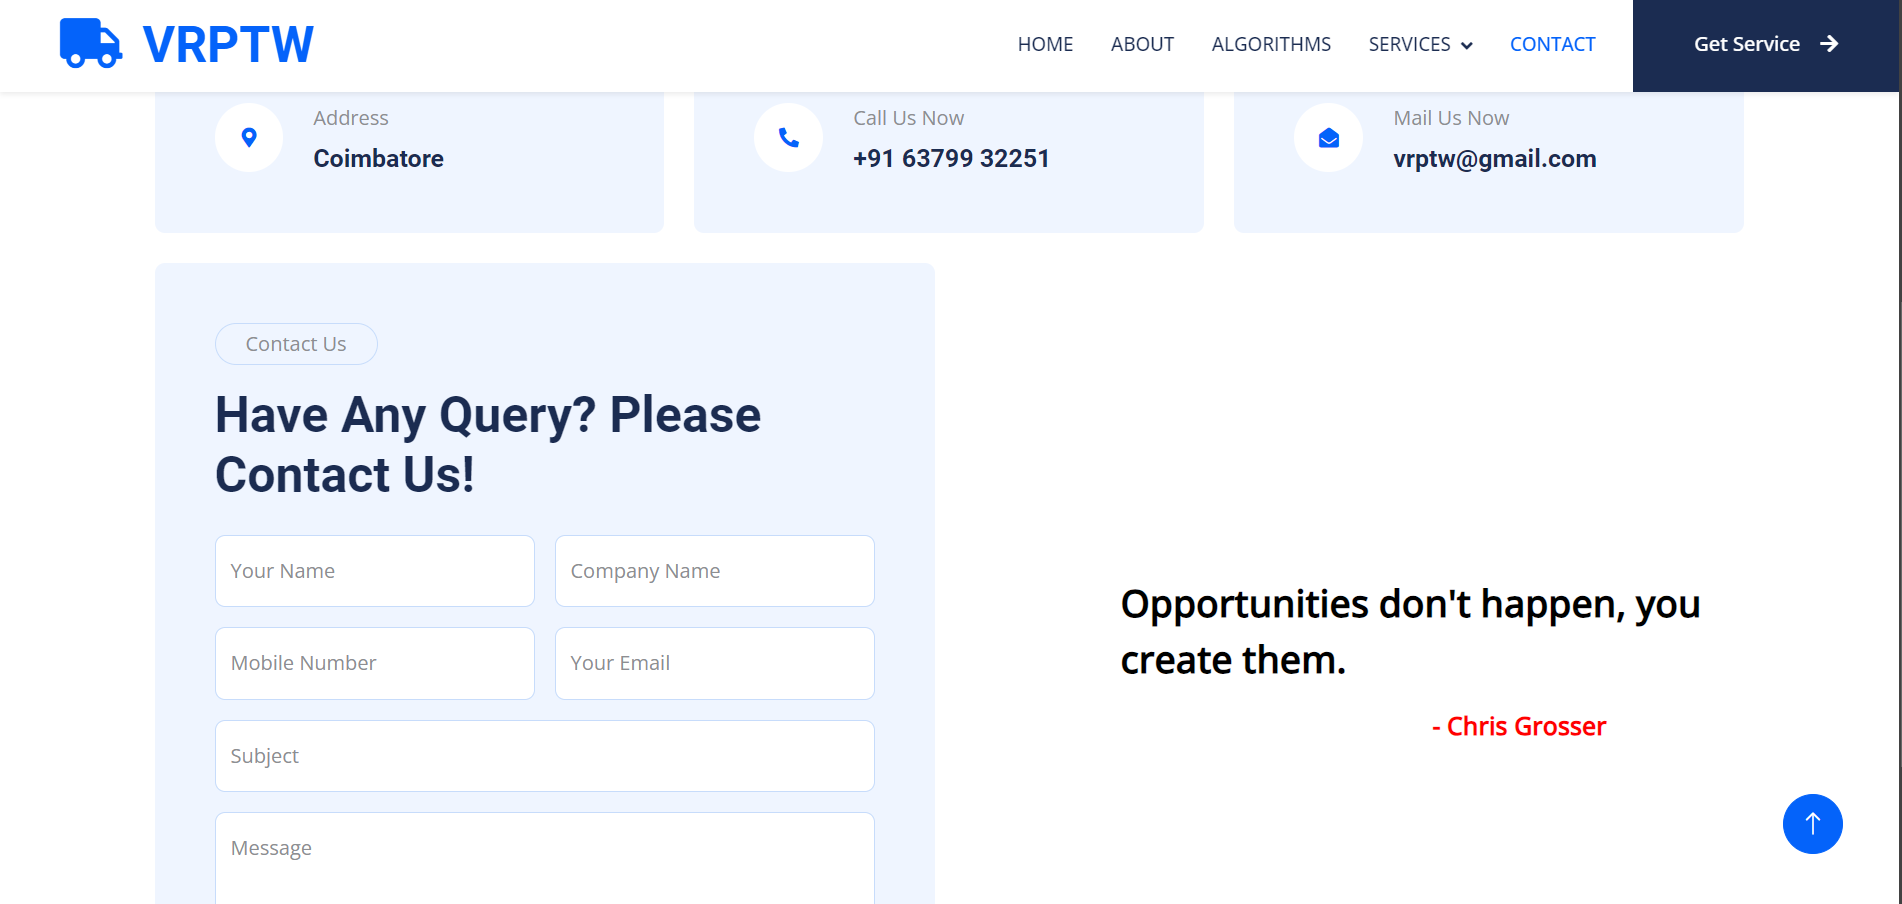 VRPTW
HOME ABOUT ALGORITHMS SERVICES CONTACT Get Service
Address
Coimbatore
Call Us Now
+91 63799 32251
Mail Us Now
vrptw@gmail.com
Contact Us
Have Any Query? Please
Contact Us!
Your Name
Company Name
Mobile Number
Your Email
Subject
Message
Opportunities don't happen, you
create them.
- Chris Grosser